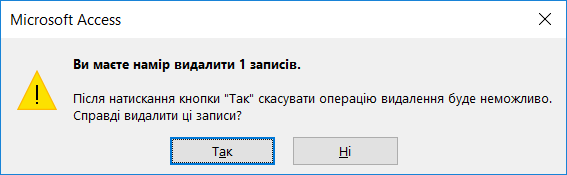 Microsoft Access
Ви маєте намір видалити 1 записів.
Після натискання кнопки "Так" скасувати операцію видалення буде неможливо.
Справді видалити ці записи?
Так
Ні